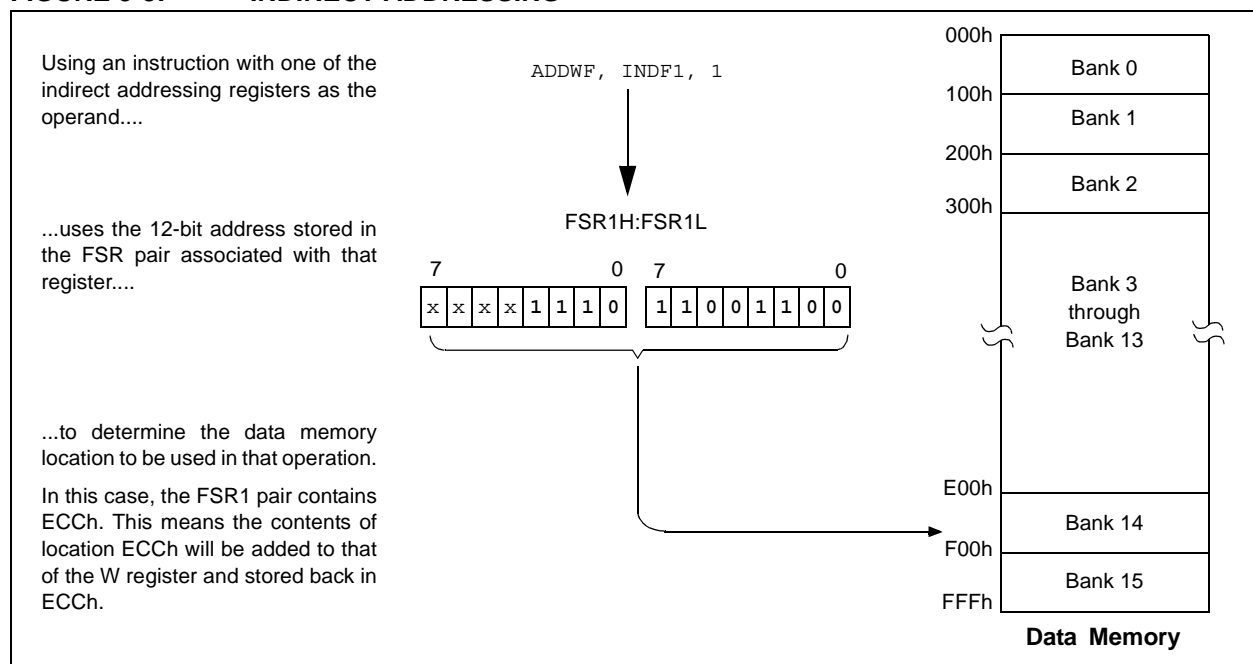 Using an instruction with one of the
indirect addressing registers as the
operand....
ADDWF, INDF1, 1
...uses the 12-bit address stored in
the FSR pair associated with that
register....
FSR1H:FSR1L
7 0 7 0
x x x x 1 1 1 0 1 1 0 0 1 1 0 0
...to determine the data memory
location to be used in that operation.
In this case, the FSR1 pair contains
ECCh. This means the contents of
location ECCh will be added to that
of the W register and stored back in
ECCh.
000h
Bank 0
100h
Bank 1
200h
Bank 2
300h
Bank 3
through
Bank 13
E00h
Bank 14
F00h
Bank 15
FFFh
Data Memory